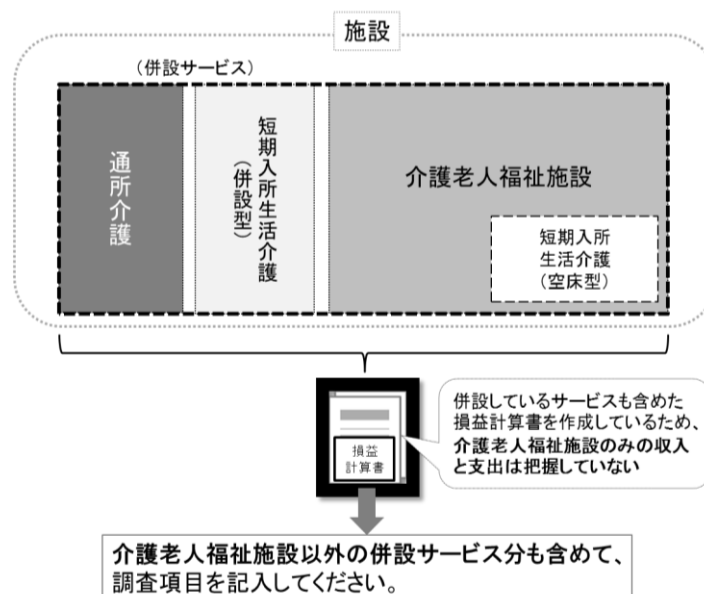 施設
(併設サービス)
通所介護
短期入所生活介護
(併設型)
介護老人福祉施設
短期入所
生活介護
(空床型)
損益
計算書
併設しているサービスも含めた
損益計算書を作成しているため、
介護老人福祉施設のみの収入
と支出は把握していない
介護老人福祉施設以外の併設サービス分も含めて、
調査項目を記入してください。